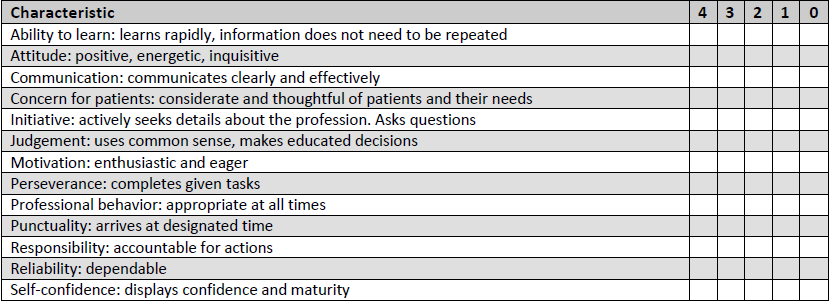 Characteristic 4 3 2 1 0
Ability to learn: learns rapidly, information does not need to be repeated
Attitude: positive, energetic, inquisitive
Communication: communicates clearly and effectively
Concern for patients: considerate and thoughtful of patients and their needs
Initiative: actively seeks details about the profession. Asks questions
Judgement: uses common sense, makes educated decisions
Motivation: enthusiastic and eager
Perseverance: completes given tasks
Professional behavior: appropriate at all times
Punctuality: arrives at designated time
Responsibility: accountable for actions
Reliability: dependable
Self-confidence: displays confidence and maturity